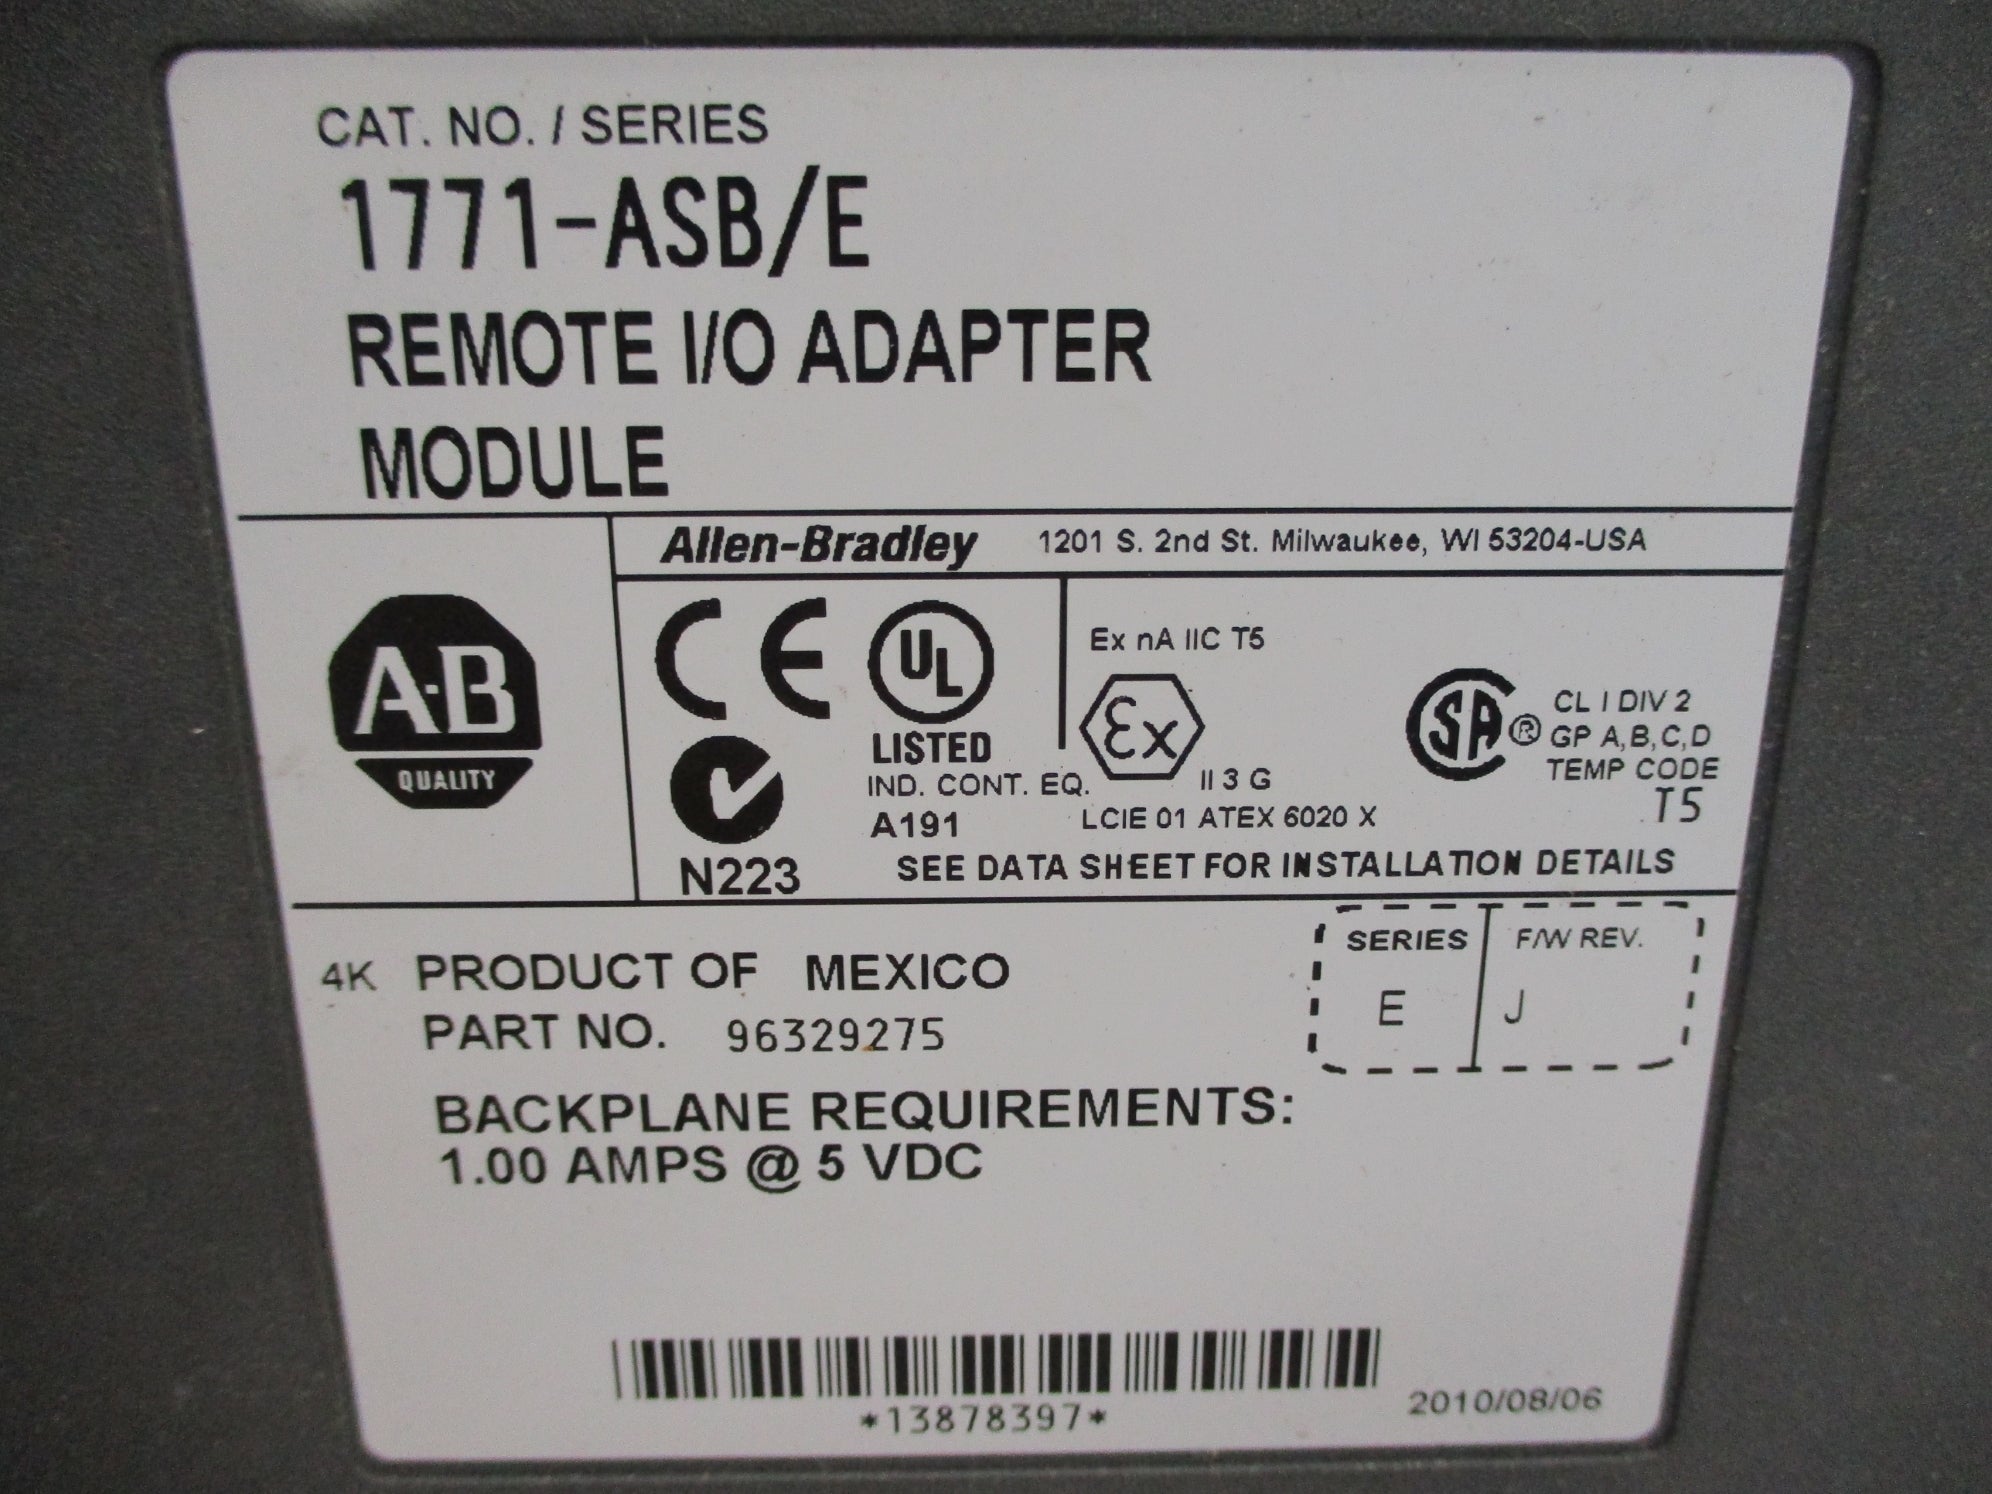 CAT. NO. / SERIES
1771-ASB/E
REMOTE I/O ADAPTER
MODULE
Allen-Bradley 1201 S. 2nd St. Milwaukee, WI 53204-USA
A-B
QUALITY
CE
UL
LISTED
IND. CONT. EQ.
A191
N223
Ex nA IIC T5
Ex
II 3 G
LCIE 01 ATEX 6020 X
SA ®
CL I DIV 2
GP A,B,C,D
TEMP CODE
T5
SEE DATA SHEET FOR INSTALLATION DETAILS
4K PRODUCT OF MEXICO
PART NO. 96329275
SERIES F/W REV.
E J
BACKPLANE REQUIREMENTS:
1.00 AMPS @ 5 VDC
*13878397*
2010/08/06